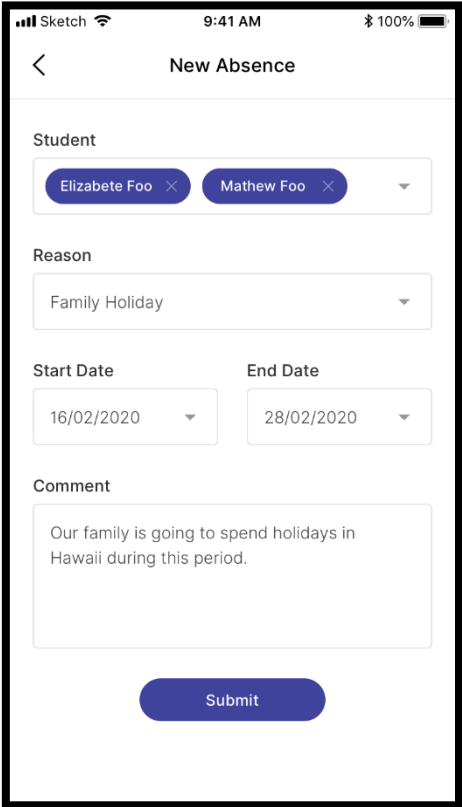 Sketch 9:41 AM 100%
New Absence
Student
Elizabete Foo Mathew Foo
Reason
Family Holiday
Start Date End Date
16/02/2020 28/02/2020
Comment
Our family is going to spend holidays in
Hawaii during this period.
Submit